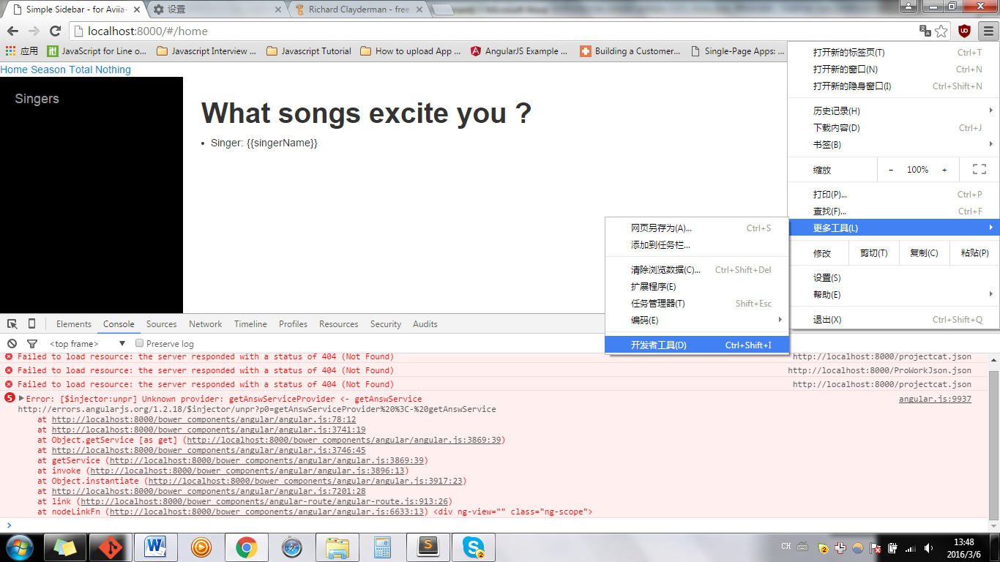 Simple Sidebar - for Aviia-
设置
Richard Clayderman - free
localhost:8000/#/home
应用 JavaScript for Line o... Javascript Interview ... Javascript Tutorial How to upload App ... AngularJS Example ... Building a Customer... Single-Page Apps: ...
Home Season Total Nothing
Singers
What songs excite you ?
• Singer: {{singerName}}
打开新的标签页(T) Ctrl+T
打开新的窗口(N) Ctrl+N
打开新的隐身窗口(I) Ctrl+Shift+N
历史记录(H)
下载内容(D) Ctrl+J
书签(B)
缩放 − 100% +
打印(P)... Ctrl+P
查找(F)... Ctrl+F
更多工具(L)
修改 剪切(T) 复制(C) 粘贴(P)
设置(S)
帮助(E)
退出(X) Ctrl+Shift+Q
网页另存为(A)... Ctrl+S
添加到任务栏...
清除浏览数据(C)... Ctrl+Shift+Del
扩展程序(E)
任务管理器(T) Shift+Esc
编码(E)
开发者工具(D) Ctrl+Shift+I
Elements Console Sources Network Timeline Profiles Resources Security Audits
<top frame> Preserve log
Failed to load resource: the server responded with a status of 404 (Not Found) http://localhost:8000/projectcat.json
Failed to load resource: the server responded with a status of 404 (Not Found) http://localhost:8000/ProWorkJson.json
Failed to load resource: the server responded with a status of 404 (Not Found) http://localhost:8000/projectcat.json
5 Error: [$injector:unpr] Unknown provider: getAnswServiceProvider <- getAnswService angular.js:9937
http://errors.angularjs.org/1.2.18/$injector/unpr?p0=getAnswServiceProvider%20%3C-%20getAnswService
at http://localhost:8000/bower_components/angular/angular.js:78:12
at http://localhost:8000/bower_components/angular/angular.js:3741:19
at Object.getService [as get] (http://localhost:8000/bower_components/angular/angular.js:3869:39)
at http://localhost:8000/bower_components/angular/angular.js:3746:45
at getService (http://localhost:8000/bower_components/angular/angular.js:3869:39)
at invoke (http://localhost:8000/bower_components/angular/angular.js:3896:13)
at Object.instantiate (http://localhost:8000/bower_components/angular/angular.js:3917:23)
at http://localhost:8000/bower_components/angular/angular.js:7201:28
at link (http://localhost:8000/bower_components/angular-route/angular-route.js:913:26)
at nodeLinkFn (http://localhost:8000/bower_components/angular/angular.js:6633:13) <div ng-view="" class="ng-scope">
CH
13:48
2016/3/6